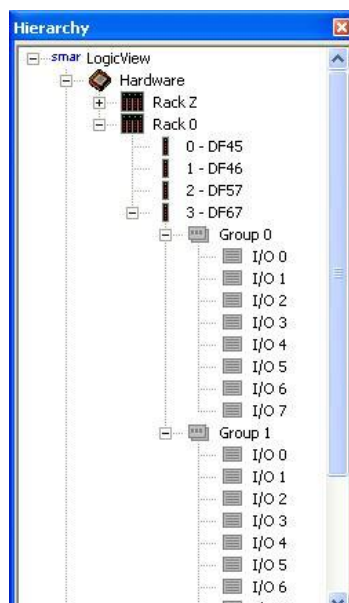 Hierarchy
smar LogicView
Hardware
Rack Z
Rack 0
0 - DF45
1 - DF46
2 - DF57
3 - DF67
Group 0
I/O 0
I/O 1
I/O 2
I/O 3
I/O 4
I/O 5
I/O 6
I/O 7
Group 1
I/O 0
I/O 1
I/O 2
I/O 3
I/O 4
I/O 5
I/O 6